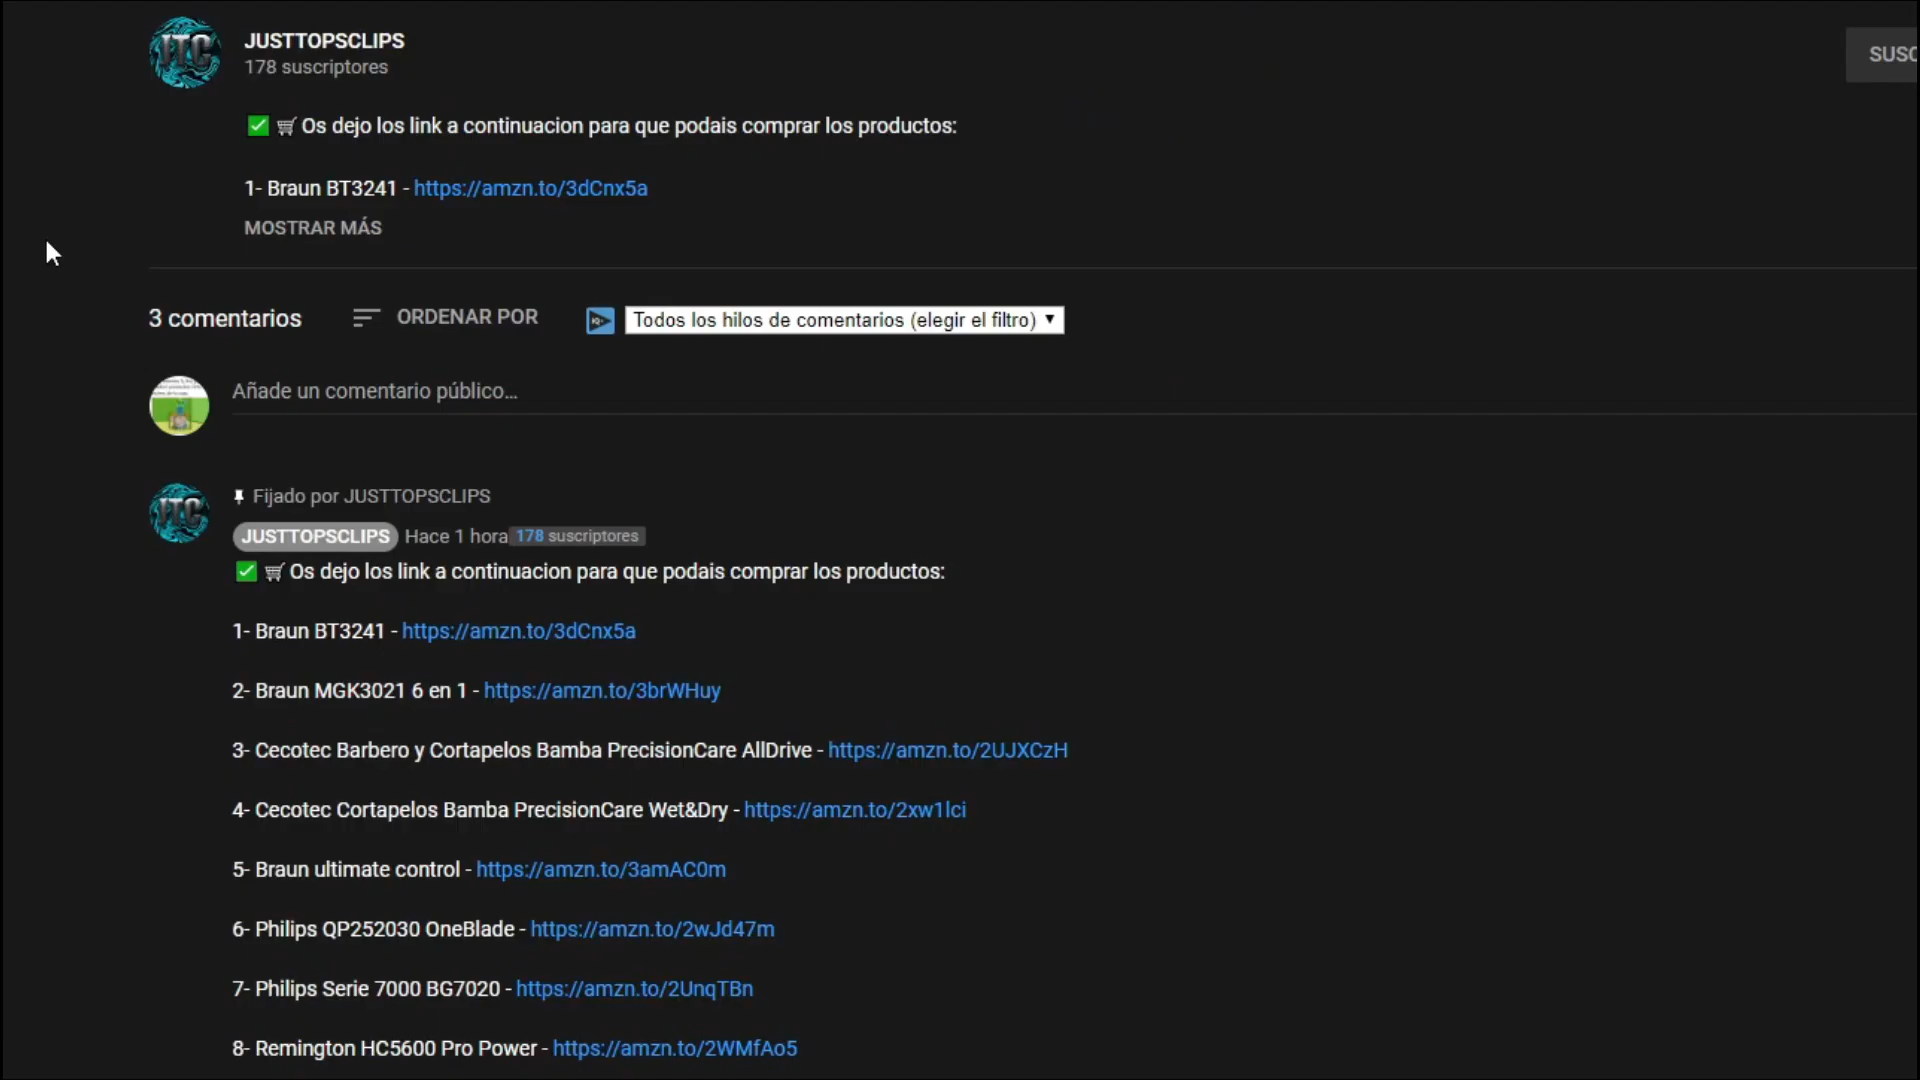 JTC
JUSTTOPSCLIPS
178 suscriptores
SUSC
✅ 🛒 Os dejo los link a continuacion para que podais comprar los productos:
1- Braun BT3241 - https://amzn.to/3dCnx5a
MOSTRAR MÁS
3 comentarios
ORDENAR POR
Todos los hilos de comentarios (elegir el filtro) ▼
Añade un comentario público...
JTC
Fijado por JUSTTOPSCLIPS
JUSTTOPSCLIPS Hace 1 hora 178 suscriptores
✅ 🛒 Os dejo los link a continuacion para que podais comprar los productos:
1- Braun BT3241 - https://amzn.to/3dCnx5a
2- Braun MGK3021 6 en 1 - https://amzn.to/3brWHuy
3- Cecotec Barbero y Cortapelos Bamba PrecisionCare AllDrive - https://amzn.to/2UJXCzH
4- Cecotec Cortapelos Bamba PrecisionCare Wet&Dry - https://amzn.to/2xw1lci
5- Braun ultimate control - https://amzn.to/3amAC0m
6- Philips QP252030 OneBlade - https://amzn.to/2wJd47m
7- Philips Serie 7000 BG7020 - https://amzn.to/2UnqTBn
8- Remington HC5600 Pro Power - https://amzn.to/2WMfAo5